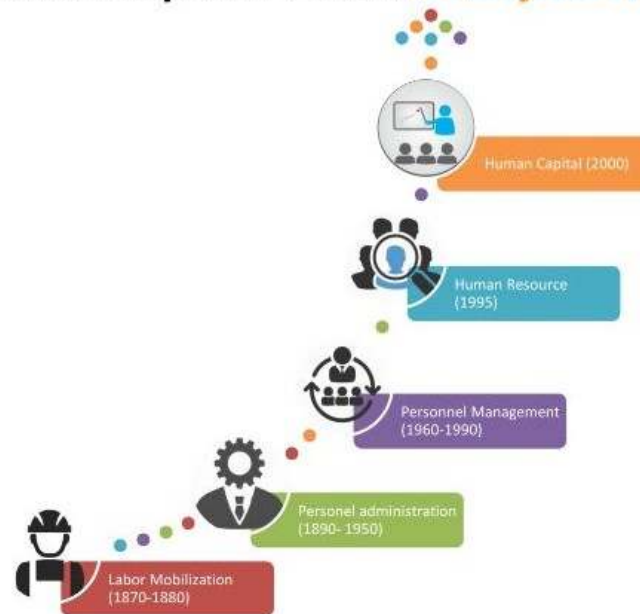 Human Capital (2000)
Human Resource
(1995)
Personnel Management
(1960-1990)
Personel administration
(1890- 1950)
Labor Mobilization
(1870-1880)